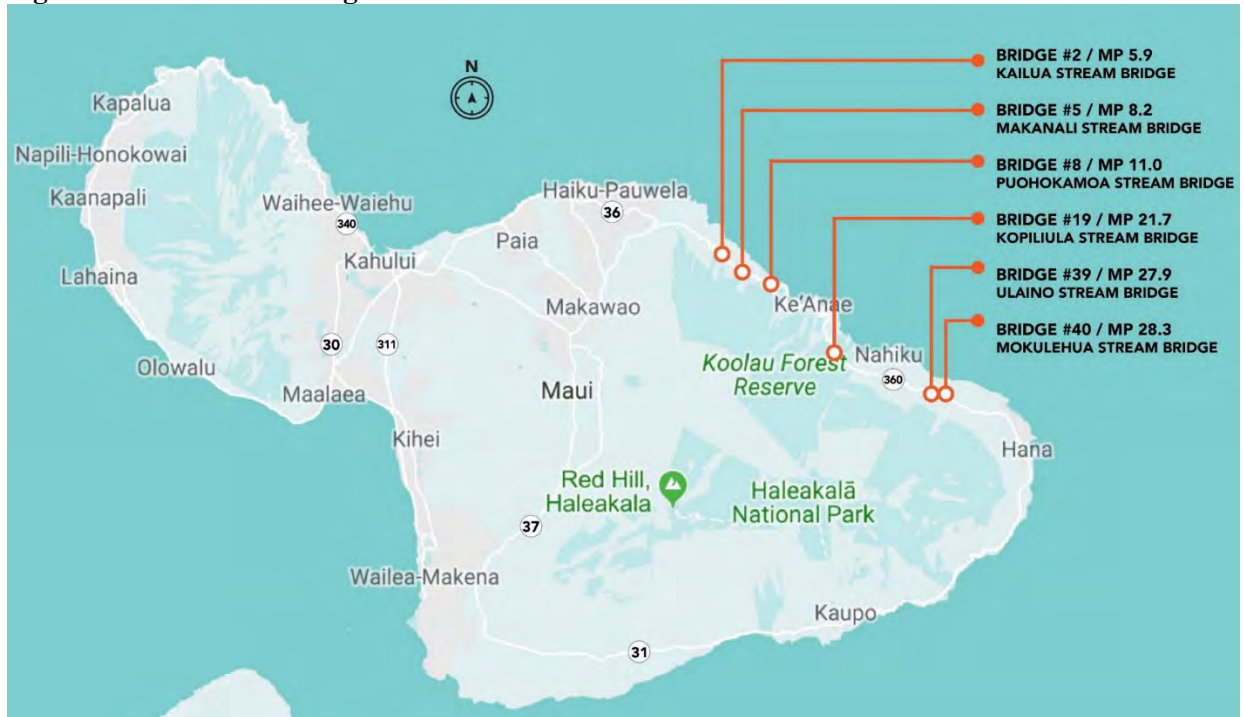 N
BRIDGE #2 / MP 5.9
KAILUA STREAM BRIDGE
BRIDGE #5 / MP 8.2
MAKANALI STREAM BRIDGE
BRIDGE #8 / MP 11.0
PUOHOKAMOA STREAM BRIDGE
BRIDGE #19 / MP 21.7
KOPILIULA STREAM BRIDGE
BRIDGE #39 / MP 27.9
ULAINO STREAM BRIDGE
BRIDGE #40 / MP 28.3
MOKULEHUA STREAM BRIDGE
Kapalua
Napili-Honokowai
Kaanapali
Lahaina
Olowalu
Waihee-Waiehu
340
Kahului
30
311
Maalaea
Kihei
Haiku-Pauwela
36
Paia
Makawao
Maui
Ke'Anae
Koolau Forest
Reserve
Nahiku
360
Hana
Red Hill,
Haleakala
Haleakalā
National Park
37
Wailea-Makena
Kaupo
31